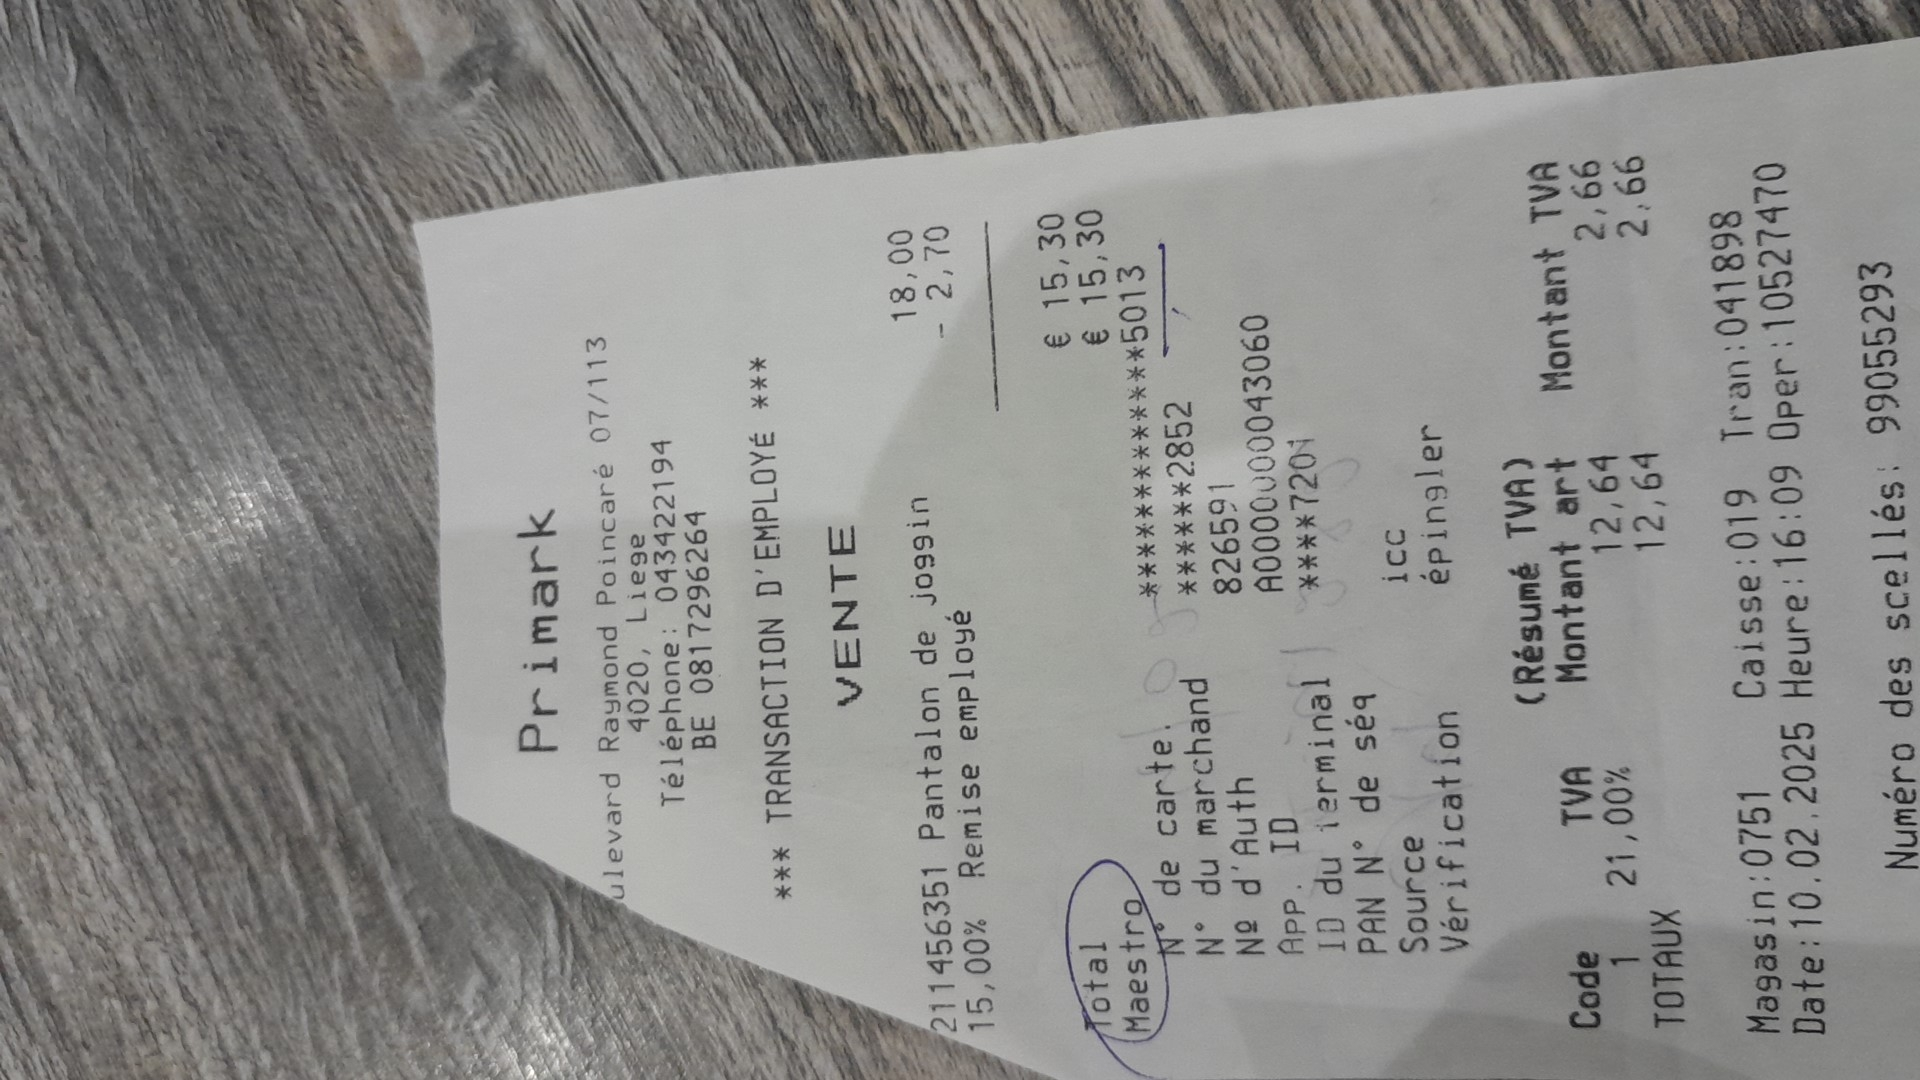 Primark
ulevard Raymond Poincaré 07/113
4020, Liege
Téléphone: 043422194
BE 0817296264
*** TRANSACTION D'EMPLOYÉ ***
VENTE
211456351 Pantalon de joggin 18,00
15,00% Remise employé - 2,70
Total € 15,30
Maestro € 15,30
N° de carte. ***************5013
N° du marchand ******2852
Nº d'Auth 826591
App. ID A0000000043060
ID du terminal ****7201
PAN N° de séq
Source icc
Vérification épingler
(Résumé TVA)
Code TVA Montant art Montant TVA
1 21,00% 12,64 2,66
TOTAUX 12,64 2,66
Magasin:0751 Caisse:019 Tran:041898
Date:10.02.2025 Heure:16:09 Oper:10527470
Numéro des scellés: 99055293